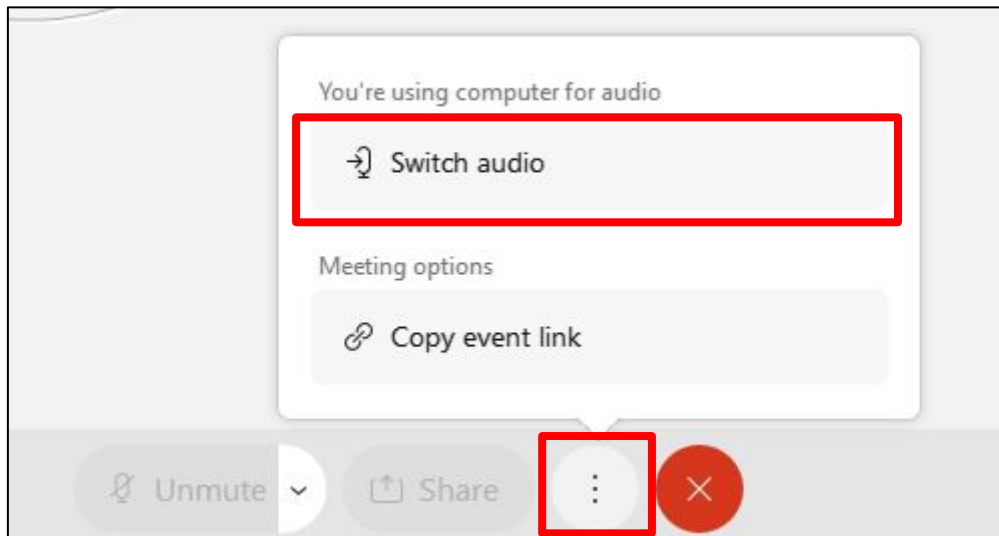 You're using computer for audio
Switch audio
Meeting options
Copy event link
Unmute Share